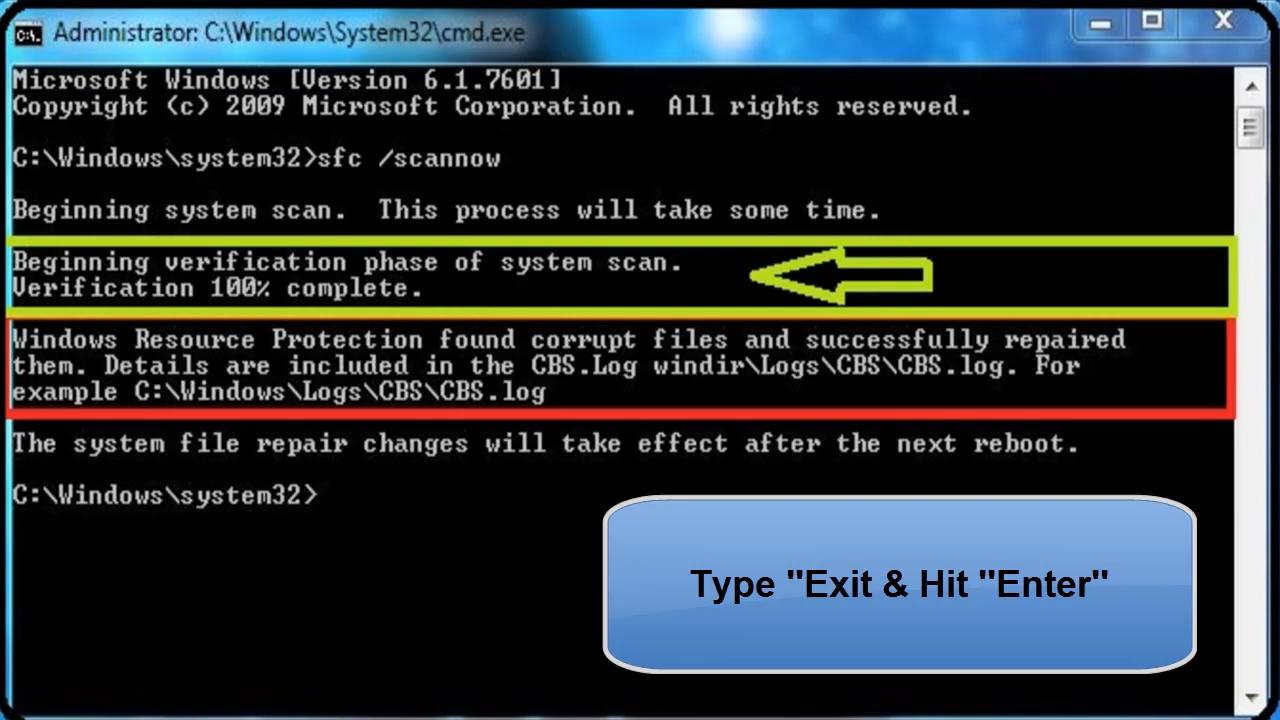 Administrator: C:\Windows\System32\cmd.exe
Microsoft Windows [Version 6.1.7601]
Copyright (c) 2009 Microsoft Corporation.  All rights reserved.
C:\Windows\system32>sfc /scannow
Beginning system scan.  This process will take some time.
Beginning verification phase of system scan.
Verification 100% complete.
Windows Resource Protection found corrupt files and successfully repaired
them. Details are included in the CBS.Log windir\Logs\CBS\CBS.log. For
example C:\Windows\Logs\CBS\CBS.log
The system file repair changes will take effect after the next reboot.
C:\Windows\system32>
Type "Exit & Hit "Enter"